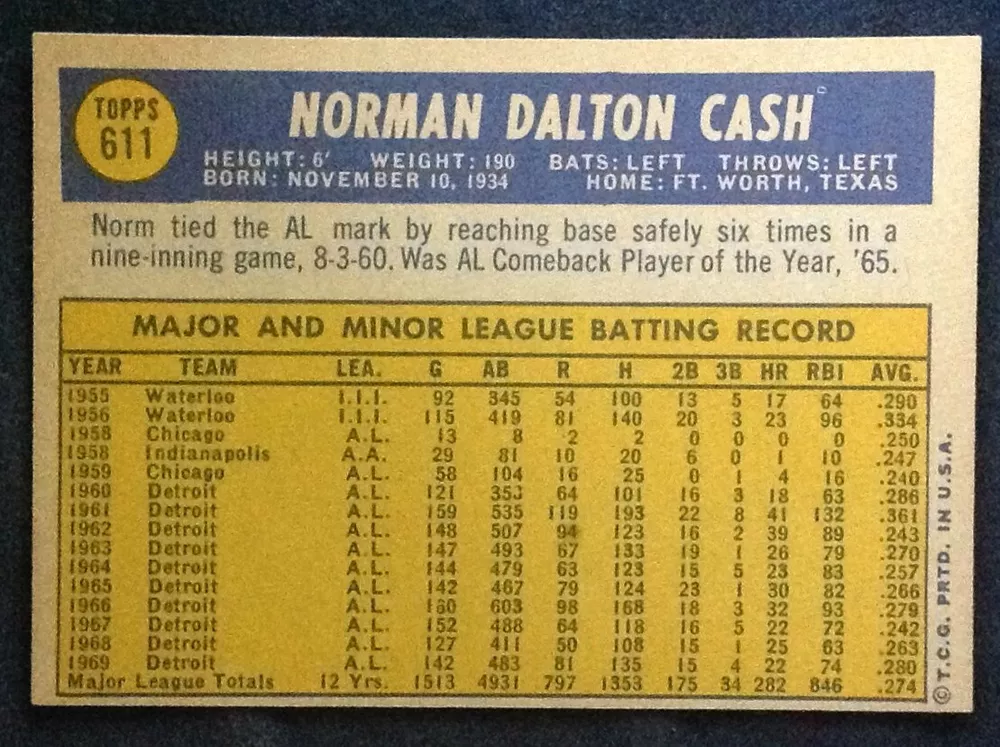 TOPPS
611
NORMAN DALTON CASH
HEIGHT: 6' WEIGHT: 190 BATS: LEFT THROWS: LEFT
BORN: NOVEMBER 10, 1934 HOME: FT. WORTH, TEXAS
Norm tied the AL mark by reaching base safely six times in a
nine-inning game, 8-3-60. Was AL Comeback Player of the Year, '65.
MAJOR AND MINOR LEAGUE BATTING RECORD
YEAR TEAM LEA. G AB R H 2B 3B HR RBI AVG.
1955 Waterloo I.I.I. 92 345 54 100 13 5 17 64 .290
1956 Waterloo I.I.I. 115 419 81 140 20 3 23 96 .334
1958 Chicago A.L. 13 8 2 2 0 0 0 0 .250
1958 Indianapolis A.A. 29 81 10 20 6 0 1 10 .247
1959 Chicago A.L. 58 104 16 25 0 1 4 16 .240
1960 Detroit A.L. 121 353 64 101 16 3 18 63 .286
1961 Detroit A.L. 159 535 119 193 22 8 41 132 .361
1962 Detroit A.L. 148 507 94 123 16 2 39 89 .243
1963 Detroit A.L. 147 493 67 133 19 1 26 79 .270
1964 Detroit A.L. 144 479 63 123 15 5 23 83 .257
1965 Detroit A.L. 142 467 79 124 23 1 30 82 .266
1966 Detroit A.L. 160 603 98 168 18 3 32 93 .279
1967 Detroit A.L. 152 488 64 118 16 5 22 72 .242
1968 Detroit A.L. 127 411 50 108 15 1 25 63 .263
1969 Detroit A.L. 142 483 81 135 15 4 22 74 .280
Major League Totals 12 Yrs. 1513 4931 797 1353 175 34 282 846 .274
© T.C.G. PRTD. IN U.S.A.